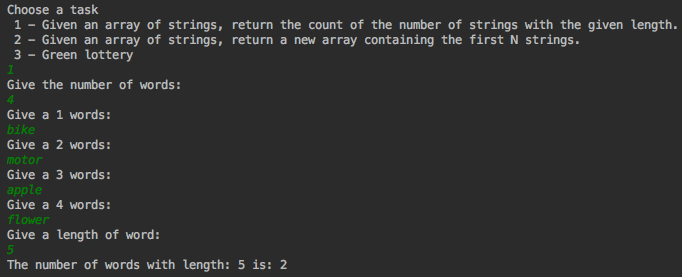 Choose a task
1 – Given an array of strings, return the count of the number of strings with the given length.
2 – Given an array of strings, return a new array containing the first N strings.
3 – Green lottery
1
Give the number of words:
4
Give a 1 words:
bike
Give a 2 words:
motor
Give a 3 words:
apple
Give a 4 words:
flower
Give a length of word:
5
The number of words with length: 5 is: 2